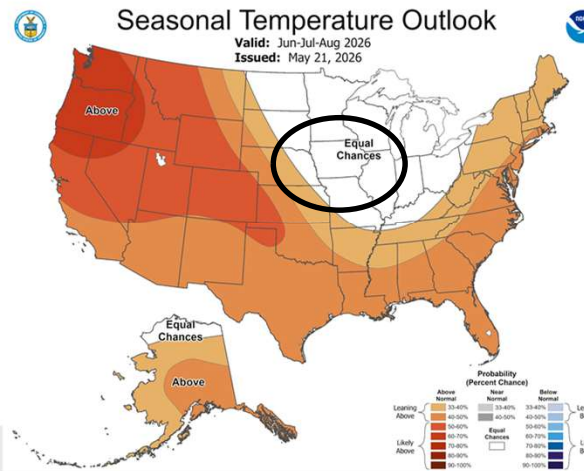 Seasonal Temperature Outlook
Valid: Jun-Jul-Aug 2026
Issued: May 21, 2026
Above
Equal
Chances
Equal
Chances
Above
Probability
(Percent Chance)
Above
Normal
Near
Normal
Below
Normal
Leaning
Above
33-40%
33-40%
33-40%
40-50%
40-50%
40-50%
50-60%
50-60%
Likely
Above
60-70%
60-70%
70-80%
70-80%
80-90%
80-90%
90-100%
90-100%
Equal
Chances